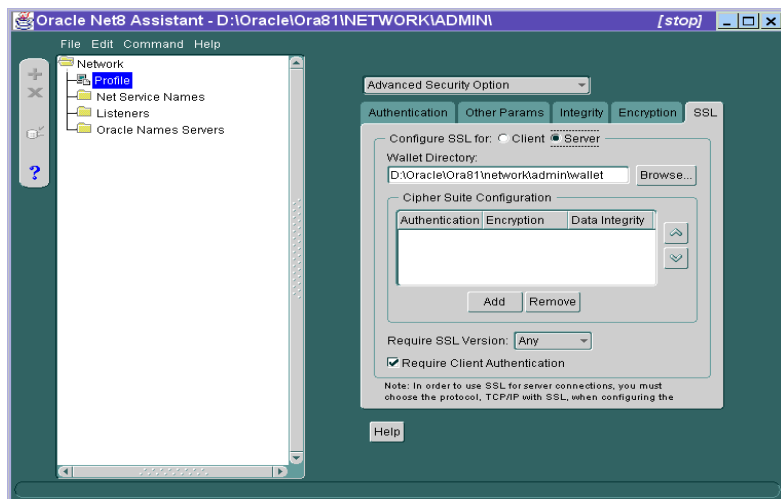 Oracle Net8 Assistant - D:\Oracle\Ora81\NETWORK\ADMIN\ [stop]
File Edit Command Help
Network
Profile
Net Service Names
Listeners
Oracle Names Servers
?
Advanced Security Option
Authentication Other Params Integrity Encryption SSL
Configure SSL for: Client Server
Wallet Directory:
D:\Oracle\Ora81\network\admin\wallet Browse...
Cipher Suite Configuration
Authentication Encryption Data Integrity
Add Remove
Require SSL Version: Any
Require Client Authentication
Note: In order to use SSL for server connections, you must
choose the protocol, TCP/IP with SSL, when configuring the
Help